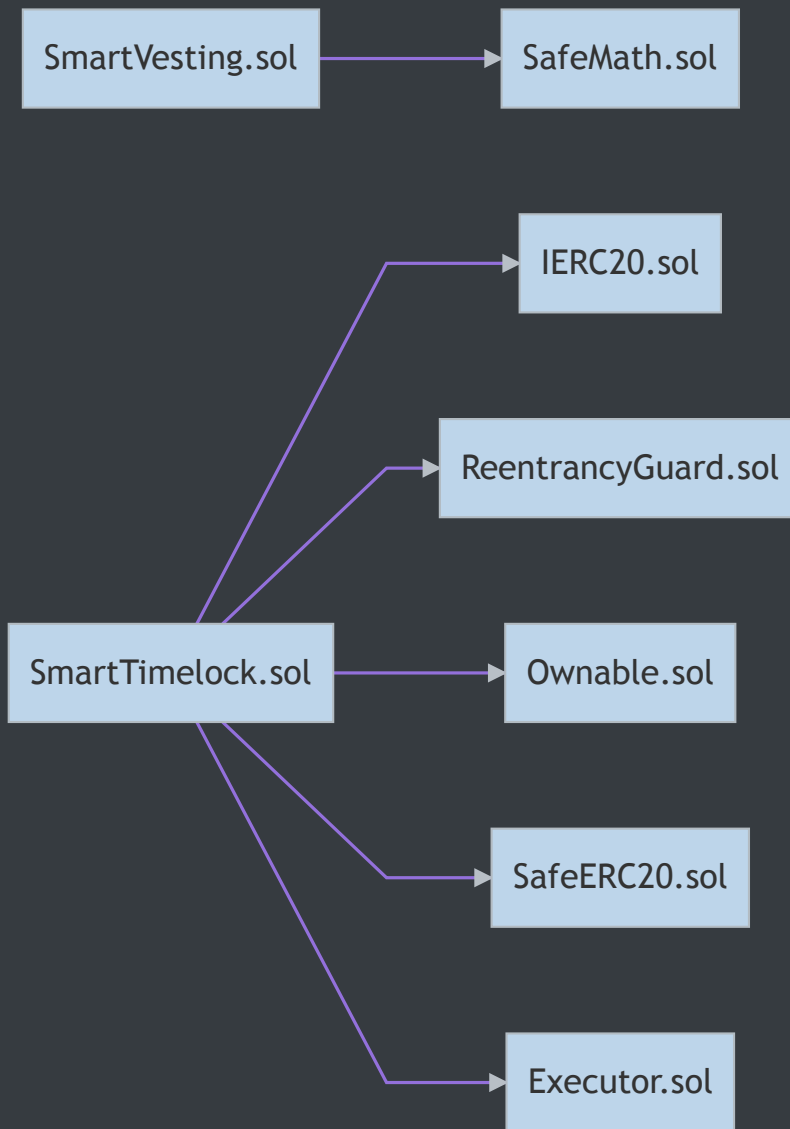 SmartVesting.sol
SafeMath.sol
IERC20.sol
ReentrancyGuard.sol
SmartTimelock.sol
Ownable.sol
SafeERC20.sol
Executor.sol